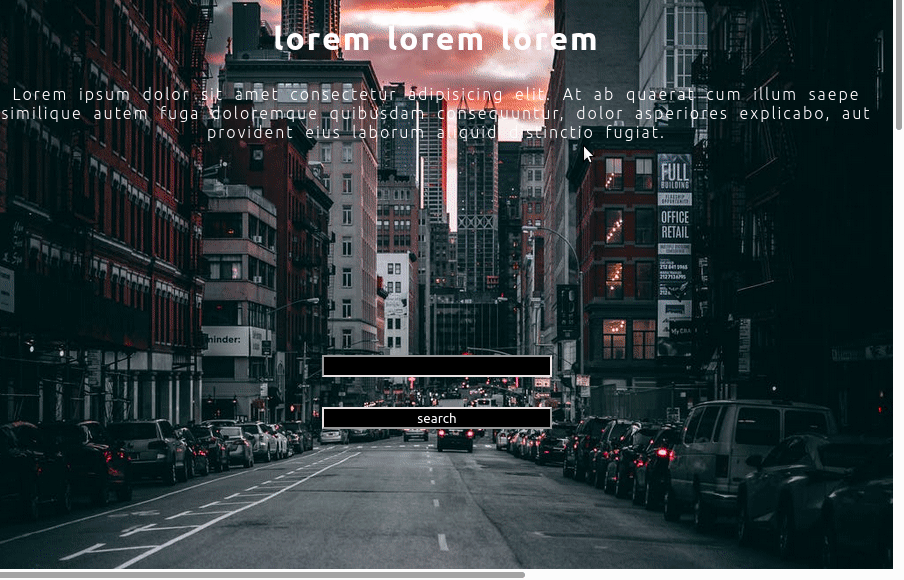 lorem lorem lorem
Lorem ipsum dolor sit amet consectetur adipisicing elit. At ab quaerat cum illum saepe
similique autem fuga doloremque quibusdam consequuntur, dolor asperiores explicabo, aut
provident eius laborum aliquid distinctio fugiat.
FULL
BUILDING
FLAGSHIP
OPPORTUNITY
OFFICE
RETAIL
minder:
search